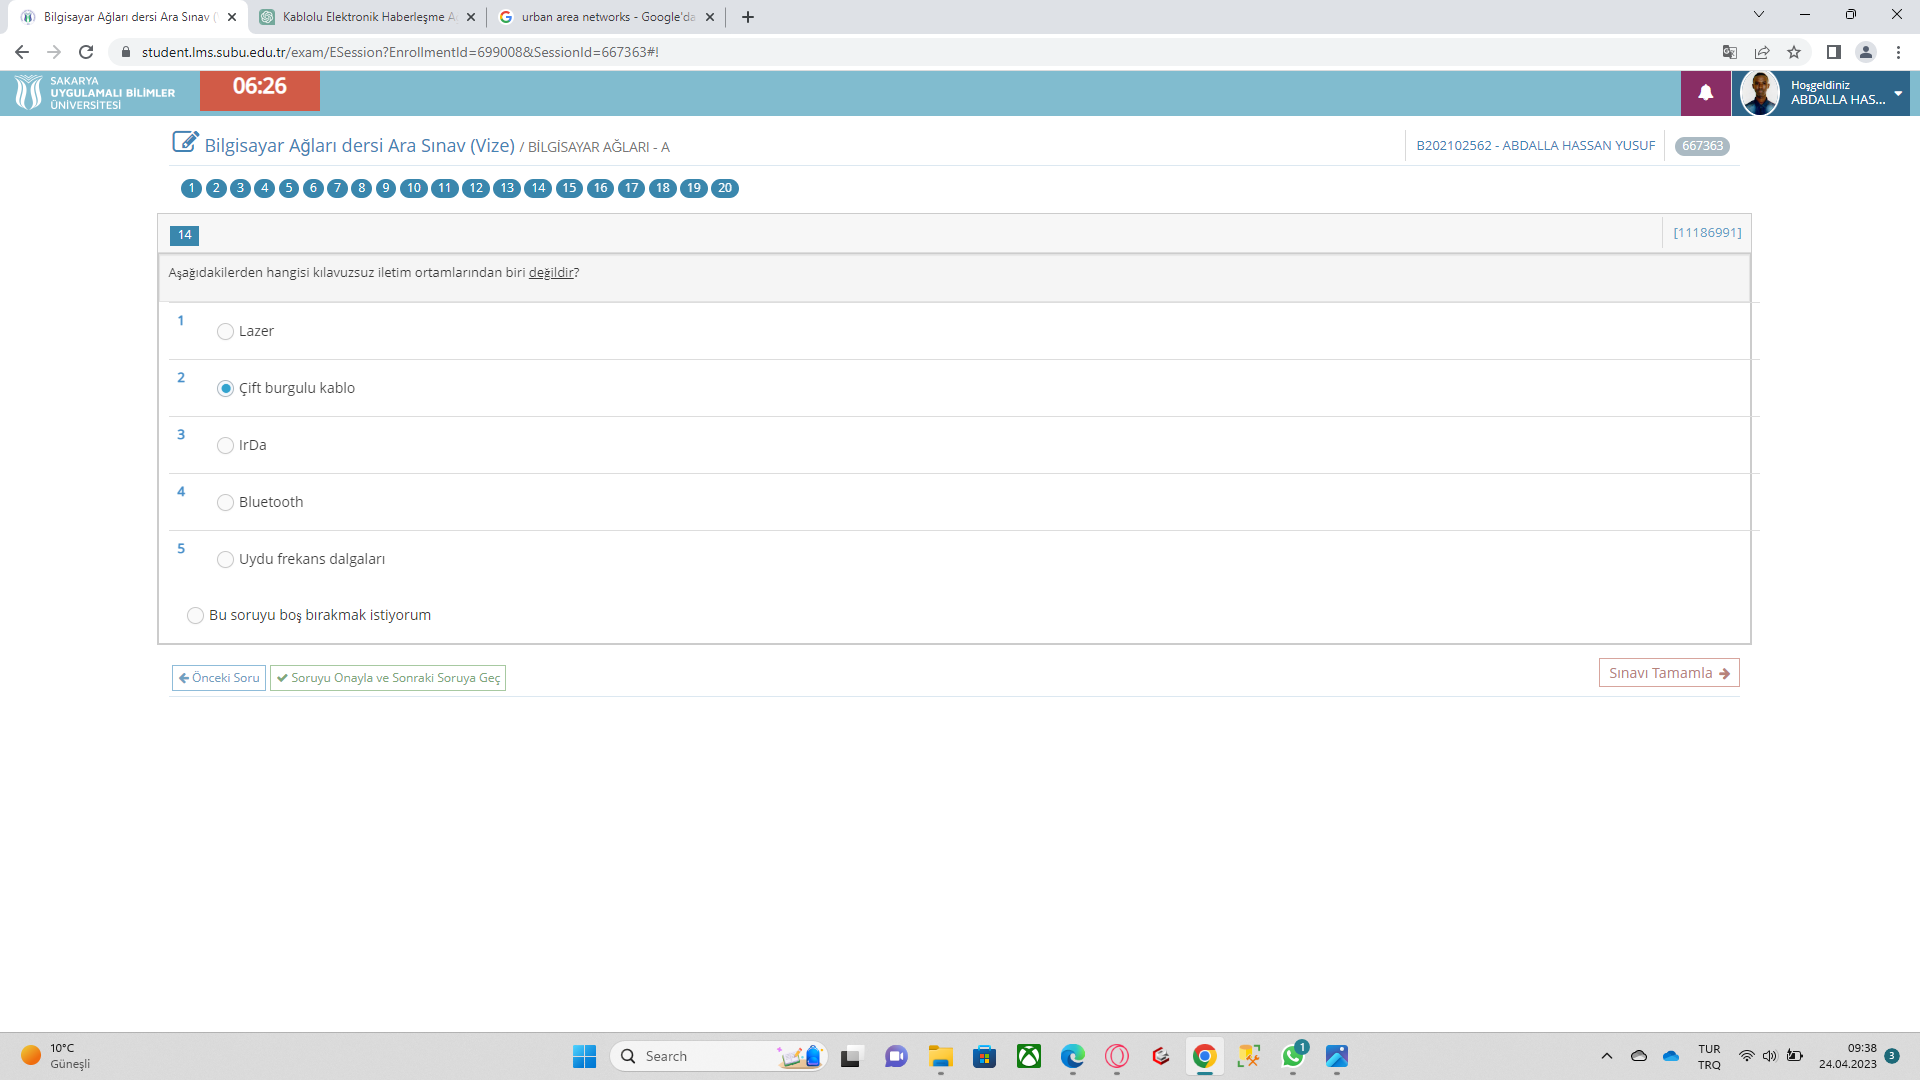 Bilgisayar Ağları dersi Ara Sınav (
Kablolu Elektronik Haberleşme A
urban area networks - Google'da
student.lms.subu.edu.tr/exam/ESession?EnrollmentId=699008&SessionId=667363#!
SAKARYA
UYGULAMALI BİLİMLER
ÜNİVERSİTESİ
06:26
Hoşgeldiniz
ABDALLA HAS...
Bilgisayar Ağları dersi Ara Sınav (Vize) / BİLGİSAYAR AĞLARI - A
B202102562 - ABDALLA HASSAN YUSUF 667363
1 2 3 4 5 6 7 8 9 10 11 12 13 14 15 16 17 18 19 20
14
[11186991]
Aşağıdakilerden hangisi kılavuzsuz iletim ortamlarından biri değildir?
1
Lazer
2
Çift burgulu kablo
3
IrDa
4
Bluetooth
5
Uydu frekans dalgaları
Bu soruyu boş bırakmak istiyorum
Önceki Soru
Soruyu Onayla ve Sonraki Soruya Geç
Sınavı Tamamla
10°C
Güneşli
Search
1
TUR
TRQ
09:38
24.04.2023
3